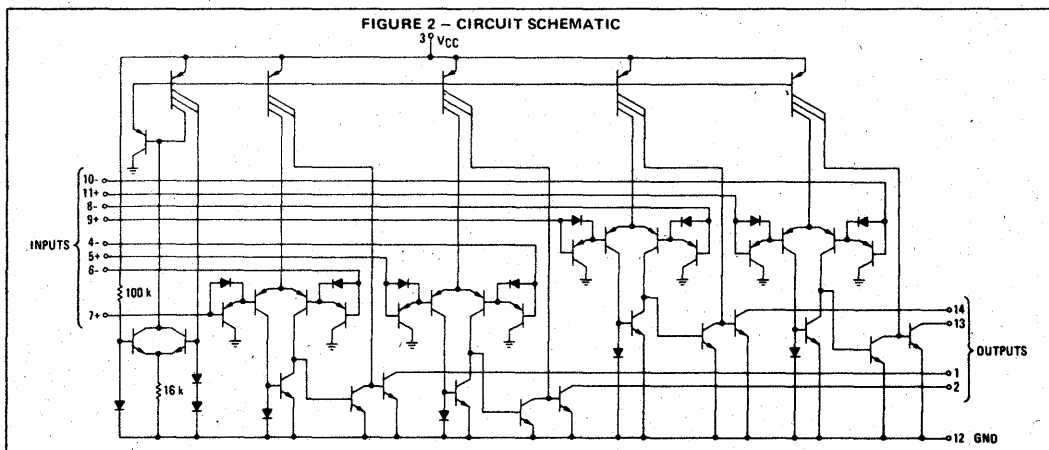 FIGURE 2 – CIRCUIT SCHEMATIC
3 VCC
10-
11+
8-
9+
INPUTS
4-
5+
6-
100 k
7+
14
13
OUTPUTS
1
16 k
2
12 GND